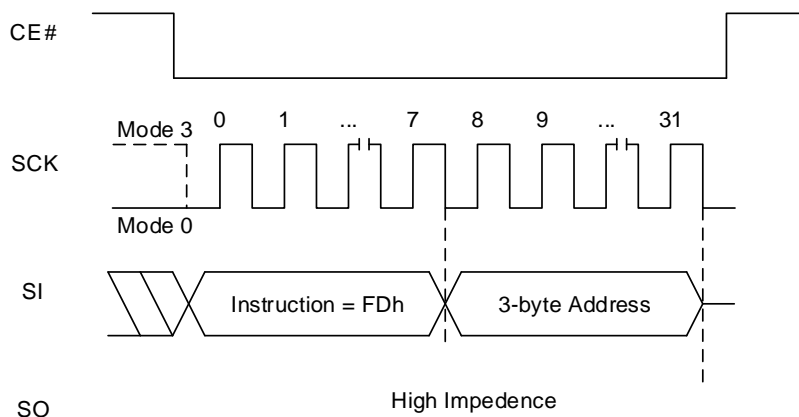 CE#
0 1 ... 7 8 9 ... 31
Mode 3
SCK
Mode 0
SI
Instruction = FDh
3-byte Address
High Impedence
SO